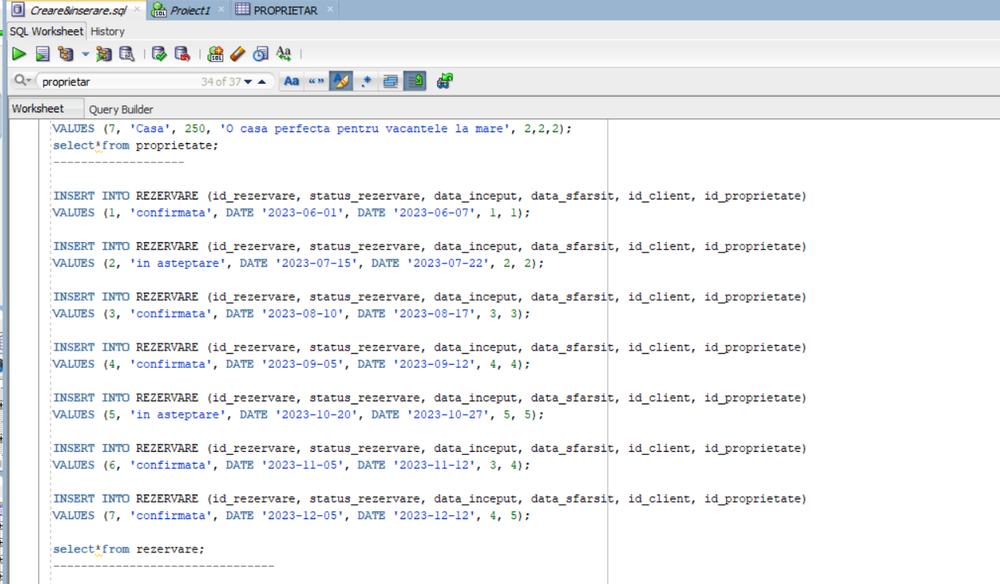 Creare&inserare.sql × Proiect1 × PROPRIETAR ×
SQL Worksheet History
proprietar 34 of 37 Aa “ ” .*
Worksheet Query Builder
VALUES (7, 'Casa', 250, 'O casa perfecta pentru vacantele la mare', 2,2,2);
select*from proprietate;
-------------------
INSERT INTO REZERVARE (id_rezervare, status_rezervare, data_inceput, data_sfarsit, id_client, id_proprietate)
VALUES (1, 'confirmata', DATE '2023-06-01', DATE '2023-06-07', 1, 1);
INSERT INTO REZERVARE (id_rezervare, status_rezervare, data_inceput, data_sfarsit, id_client, id_proprietate)
VALUES (2, 'in asteptare', DATE '2023-07-15', DATE '2023-07-22', 2, 2);
INSERT INTO REZERVARE (id_rezervare, status_rezervare, data_inceput, data_sfarsit, id_client, id_proprietate)
VALUES (3, 'confirmata', DATE '2023-08-10', DATE '2023-08-17', 3, 3);
INSERT INTO REZERVARE (id_rezervare, status_rezervare, data_inceput, data_sfarsit, id_client, id_proprietate)
VALUES (4, 'confirmata', DATE '2023-09-05', DATE '2023-09-12', 4, 4);
INSERT INTO REZERVARE (id_rezervare, status_rezervare, data_inceput, data_sfarsit, id_client, id_proprietate)
VALUES (5, 'in asteptare', DATE '2023-10-20', DATE '2023-10-27', 5, 5);
INSERT INTO REZERVARE (id_rezervare, status_rezervare, data_inceput, data_sfarsit, id_client, id_proprietate)
VALUES (6, 'confirmata', DATE '2023-11-05', DATE '2023-11-12', 3, 4);
INSERT INTO REZERVARE (id_rezervare, status_rezervare, data_inceput, data_sfarsit, id_client, id_proprietate)
VALUES (7, 'confirmata', DATE '2023-12-05', DATE '2023-12-12', 4, 5);
select*from rezervare;
--------------------------------